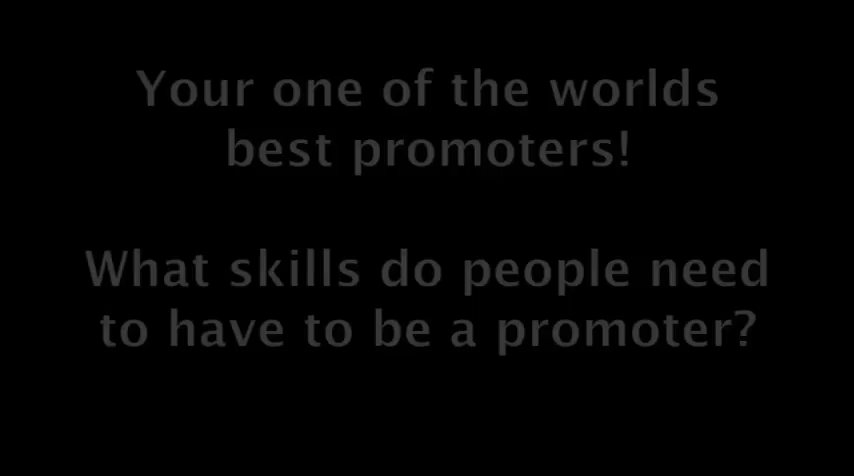 Your one of the worlds
best promoters!
What skills do people need
to have to be a promoter?